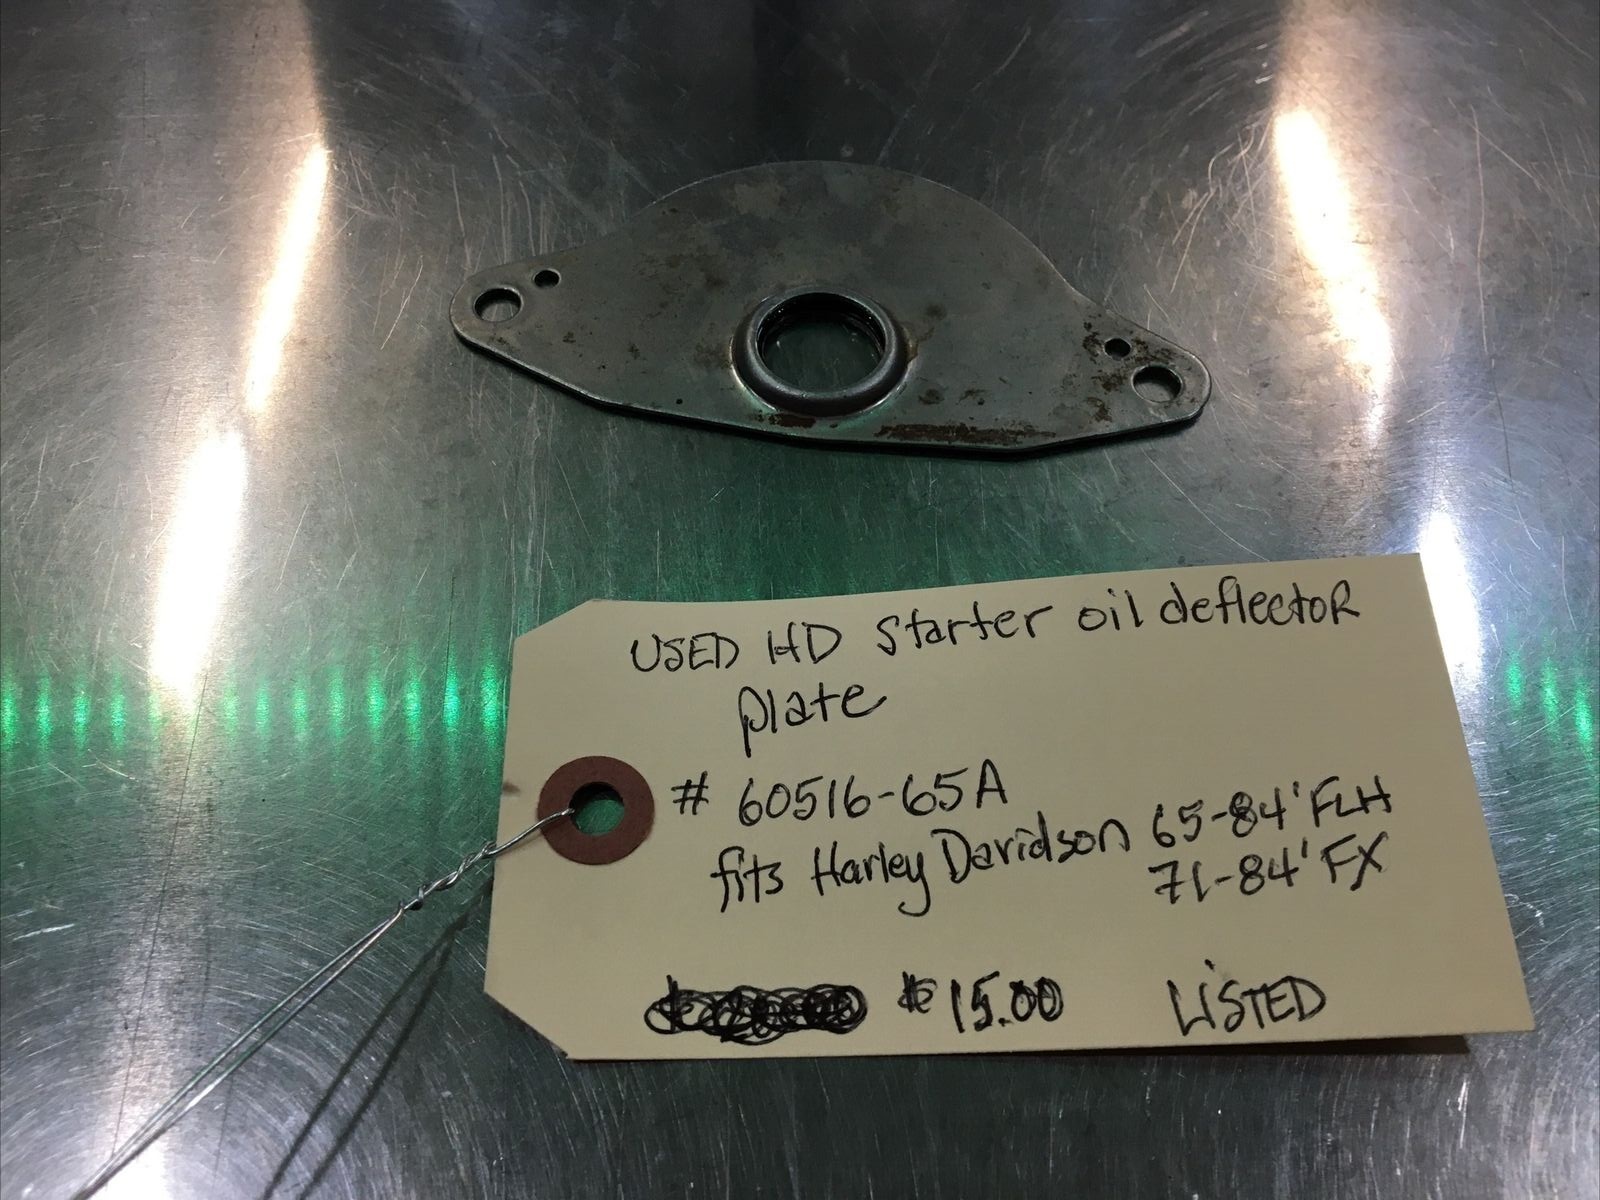 USED HD starter oil deflectoR
plate
# 60516-65A
fits Harley Davidson 65-84' FLH
71-84' FX
$15.00 LiSTED